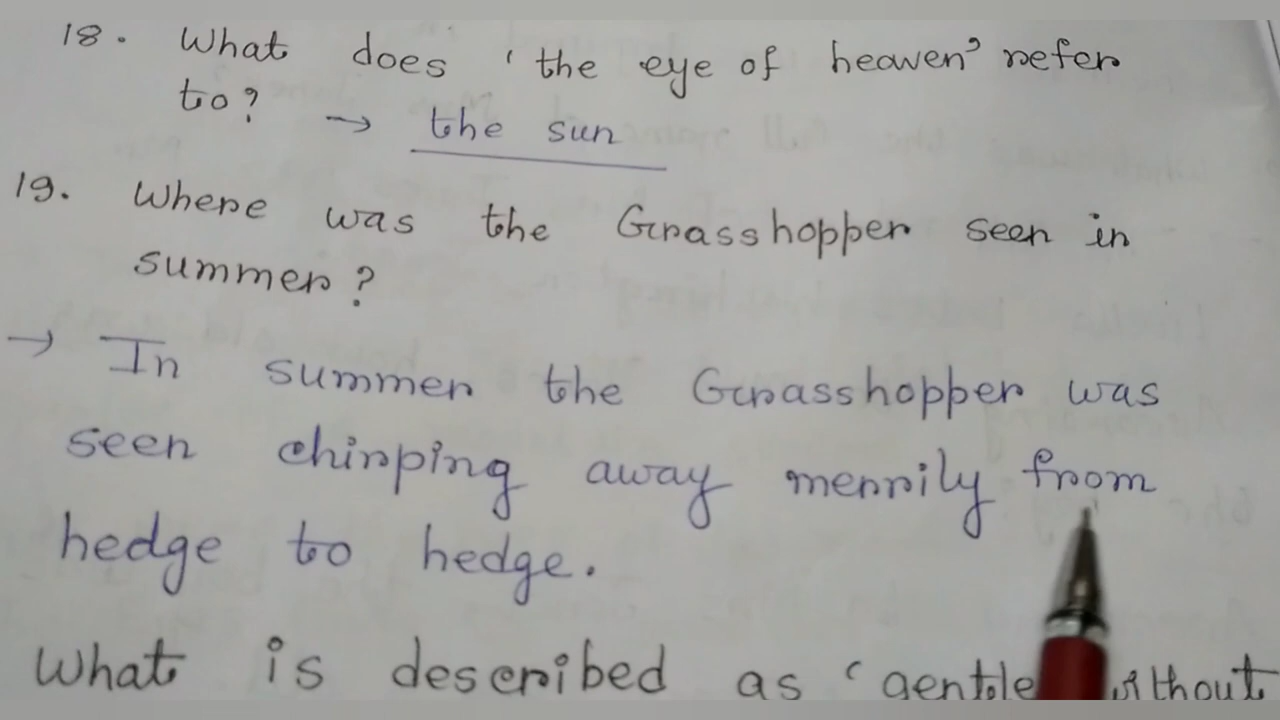 18. What does 'the eye of heaven' refer
to? → the sun
19. Where was the Grasshopper seen in
summer?
→ In summer the Grasshopper was
seen chirping away merrily from
hedge to hedge.
What is described as 'gentle without